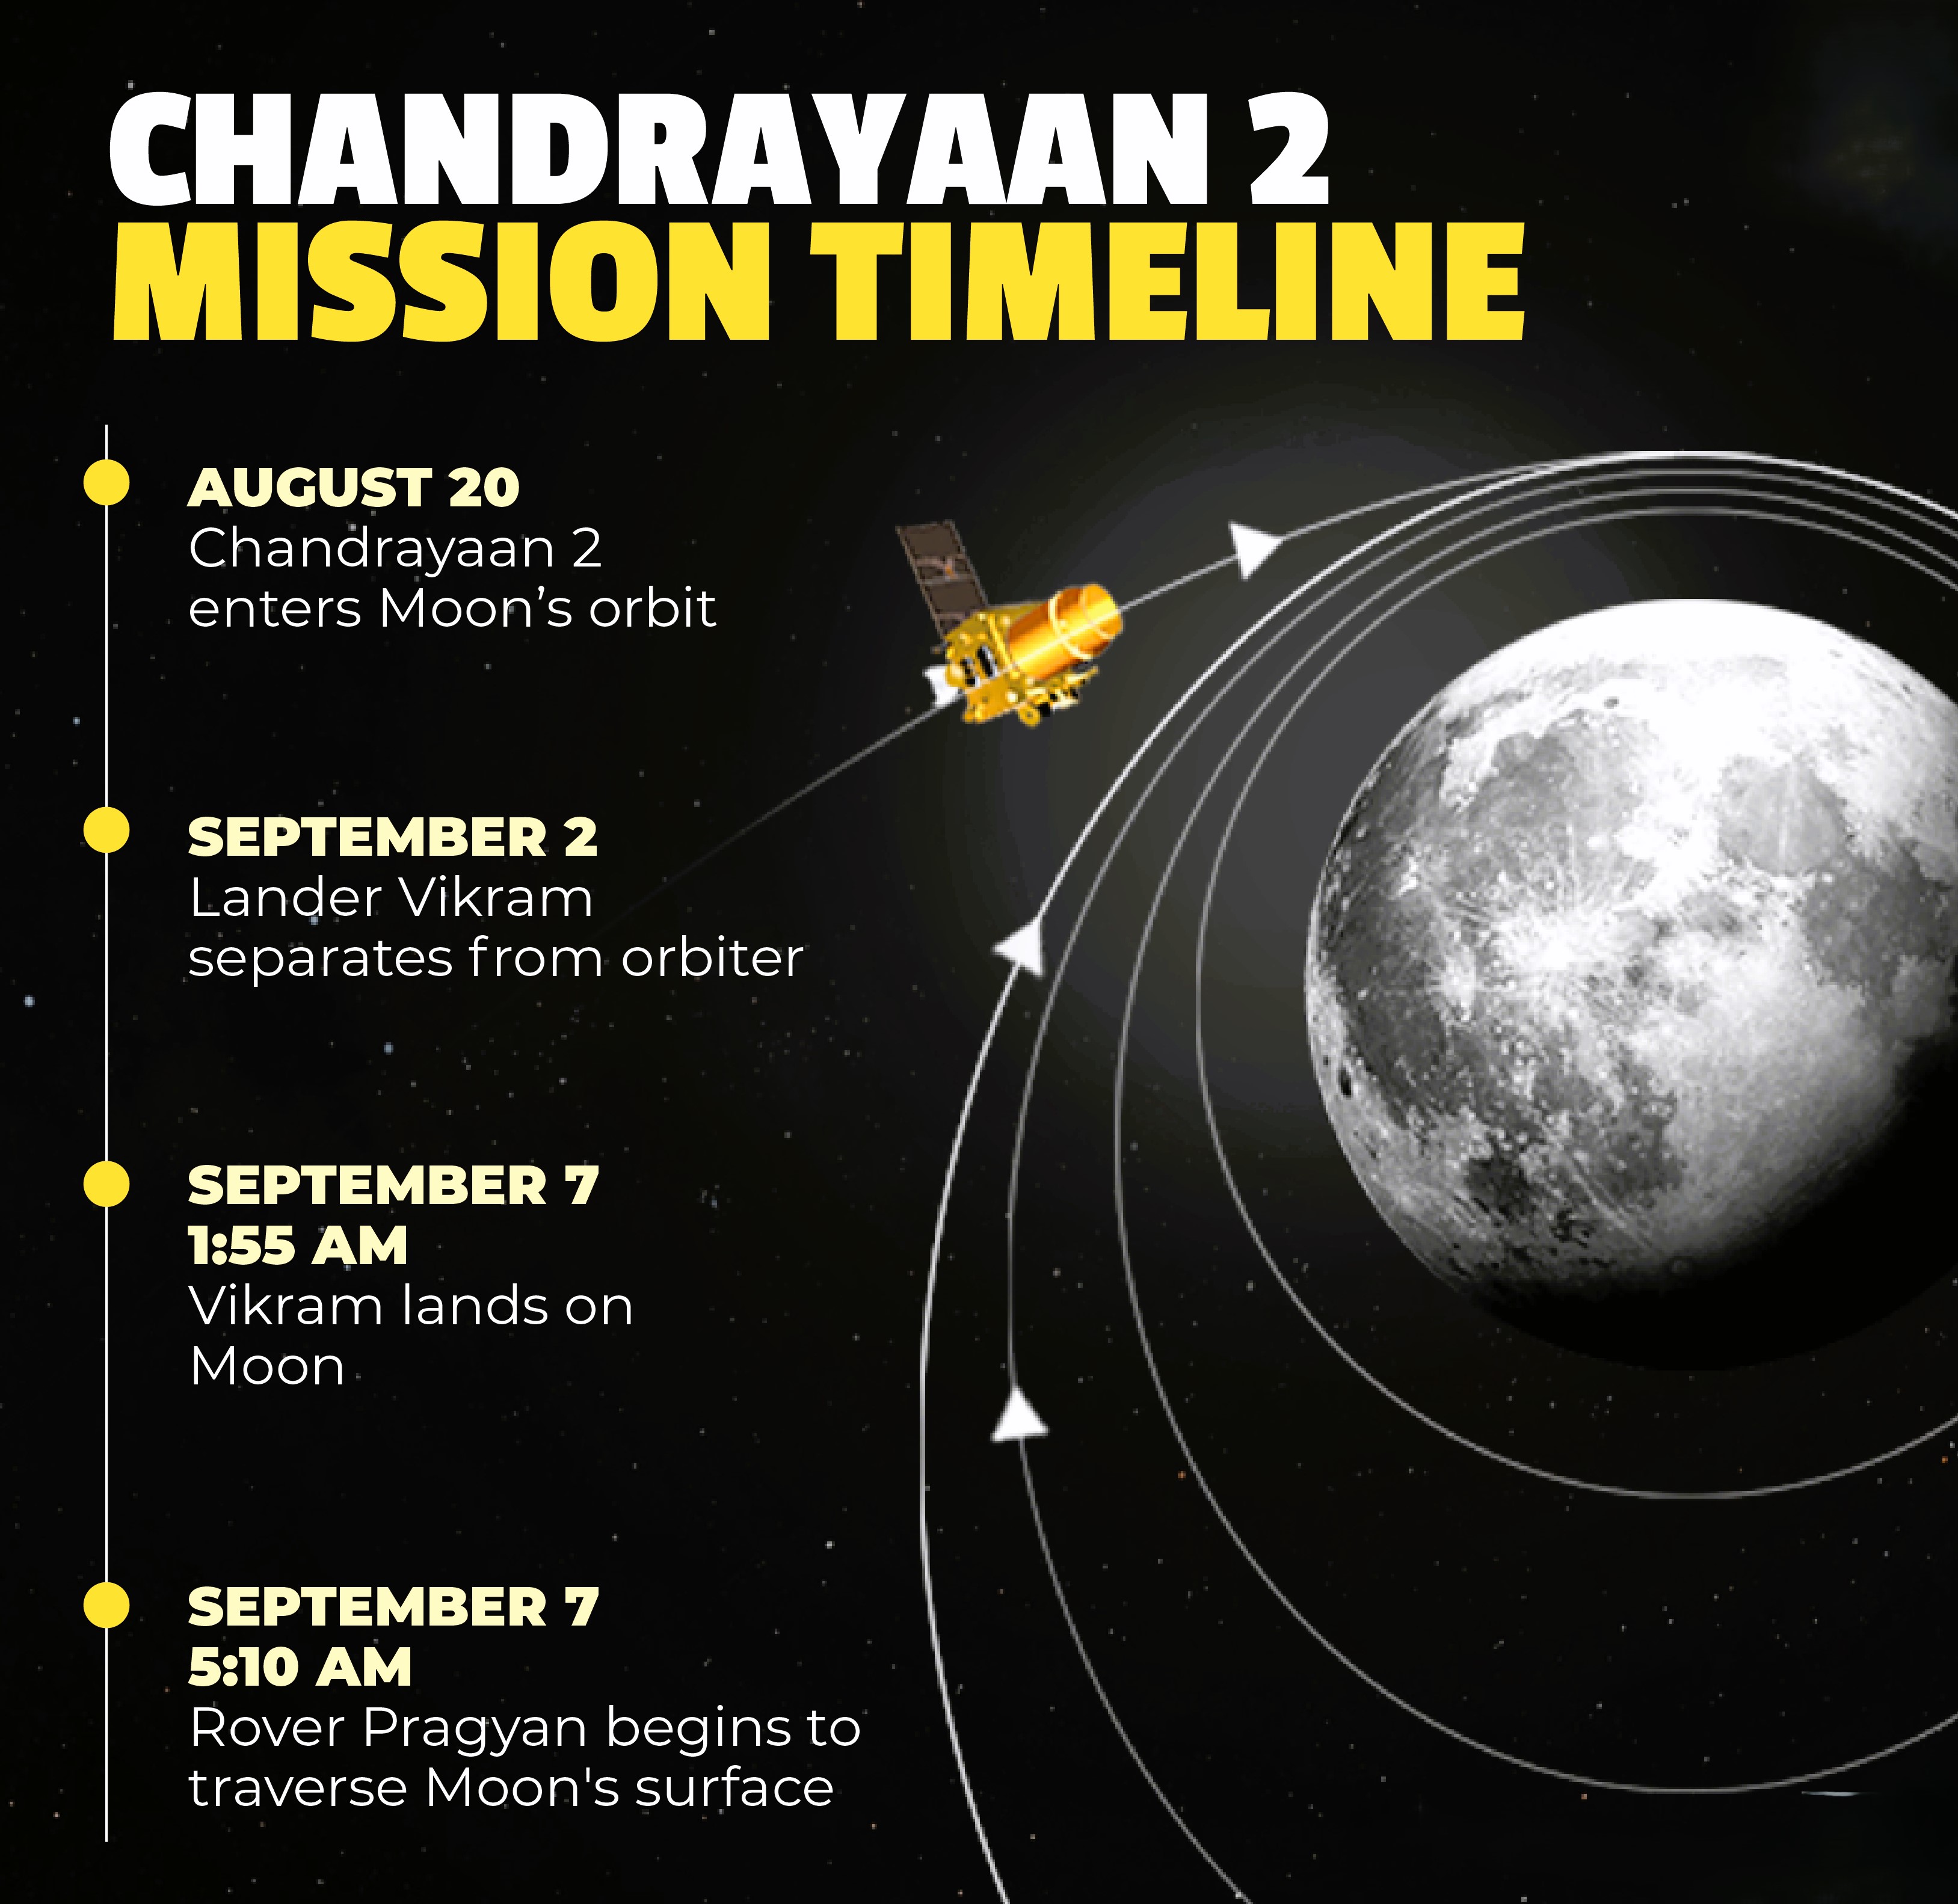 CHANDRAYAAN 2
MISSION TIMELINE
AUGUST 20
Chandrayaan 2
enters Moon’s orbit
SEPTEMBER 2
Lander Vikram
separates from orbiter
SEPTEMBER 7
1:55 AM
Vikram lands on
Moon
SEPTEMBER 7
5:10 AM
Rover Pragyan begins to
traverse Moon's surface